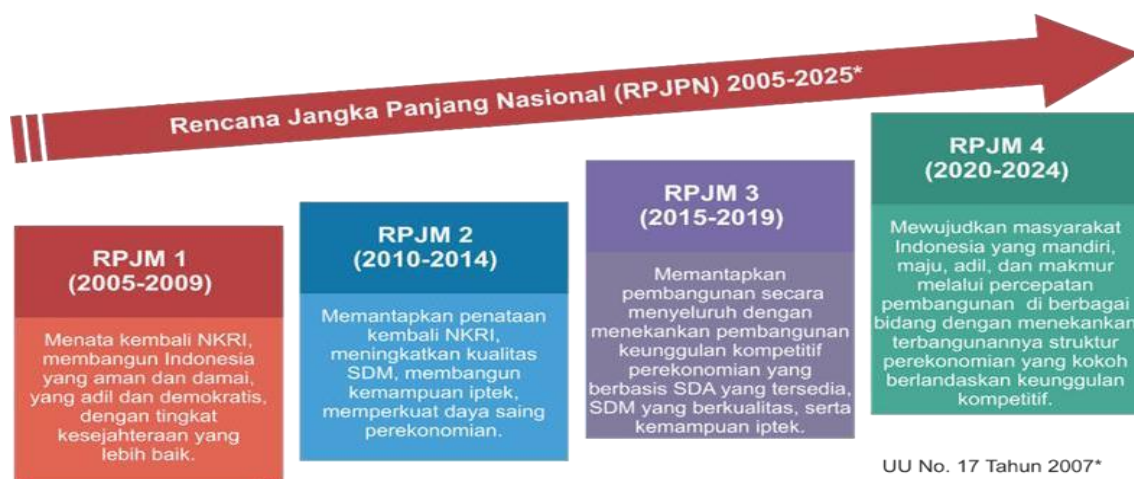 Rencana Jangka Panjang Nasional (RPJPN) 2005-2025*
RPJM 1
(2005-2009)
Menata kembali NKRI,
membangun Indonesia
yang aman dan damai,
yang adil dan demokratis,
dengan tingkat
kesejahteraan yang
lebih baik.
RPJM 2
(2010-2014)
Memantapkan penataan
kembali NKRI,
meningkatkan kualitas
SDM, membangun
kemampuan iptek,
memperkuat daya saing
perekonomian.
RPJM 3
(2015-2019)
Memantapkan
pembangunan secara
menyeluruh dengan
menekankan pembangunan
keunggulan kompetitif
perekonomian yang
berbasis SDA yang tersedia,
SDM yang berkualitas, serta
kemampuan iptek.
RPJM 4
(2020-2024)
Mewujudkan masyarakat
Indonesia yang mandiri,
maju, adil, dan makmur
melalui percepatan
pembangunan di berbagai
bidang dengan menekankan
terbangunannya struktur
perekonomian yang kokoh
berlandaskan keunggulan
kompetitif.
UU No. 17 Tahun 2007*